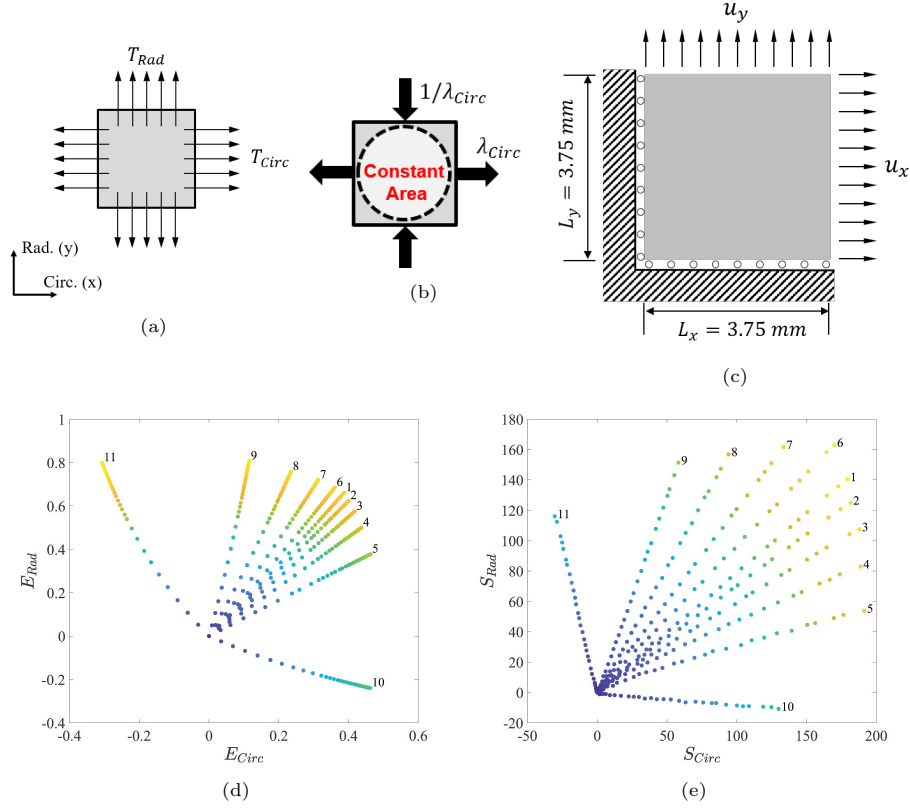 T_Rad
T_Circ
Rad. (y)
Circ. (x)
(a)
1/λ_Circ
λ_Circ
Constant
Area
(b)
u_y
u_x
L_y = 3.75 mm
L_x = 3.75 mm
(c)
1
0.8
0.6
0.4
0.2
0
-0.2
-0.4
-0.4
-0.2
0
0.2
0.4
0.6
E_Rad
E_Circ
11
9
8
7
6
1
2
3
4
5
10
(d)
180
160
140
120
100
80
60
40
20
0
-20
-50
0
50
100
150
200
S_Rad
S_Circ
11
9
8
7
6
1
2
3
4
5
10
(e)